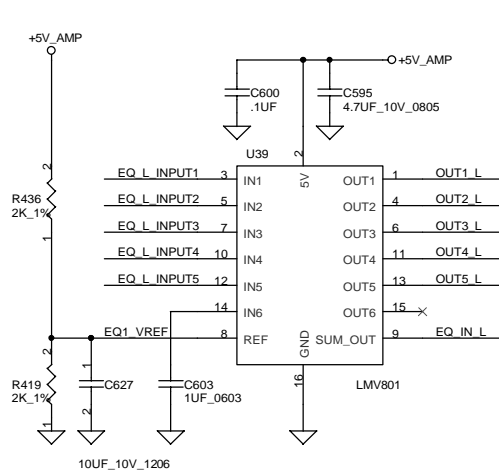 +5V_AMP
+5V_AMP
C600
.1UF
C595
4.7UF_10V_0805
U39
2
5V
EQ_L_INPUT1 3 IN1 OUT1 1 OUT1_L
EQ_L_INPUT2 5 IN2 OUT2 4 OUT2_L
EQ_L_INPUT3 7 IN3 OUT3 6 OUT3_L
EQ_L_INPUT4 10 IN4 OUT4 11 OUT4_L
EQ_L_INPUT5 12 IN5 OUT5 13 OUT5_L
14 IN6 OUT6 15
EQ1_VREF 8 REF GND SUM_OUT 9 EQ_IN_L
16
LMV801
2
R436
2K_1%
1
2
R419
2K_1%
1
1
C627
2
10UF_10V_1206
C603
1UF_0603